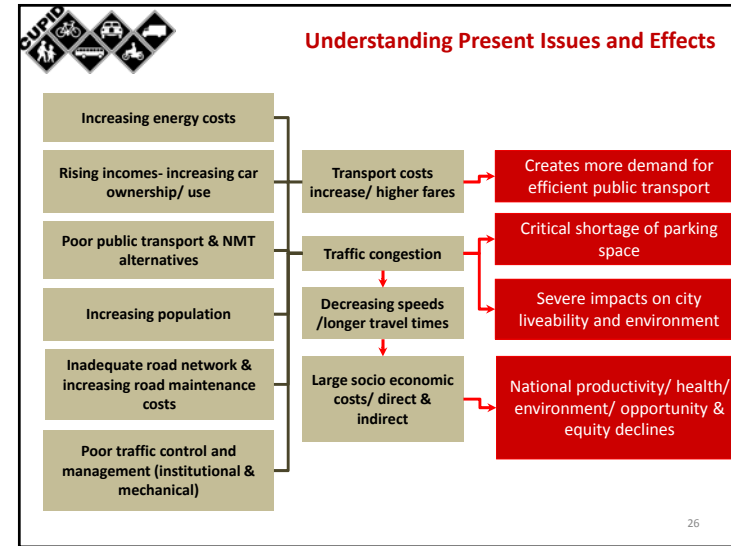 CUPID
Understanding Present Issues and Effects
Increasing energy costs
Rising incomes- increasing car
ownership/ use
Poor public transport & NMT
alternatives
Increasing population
Inadequate road network &
increasing road maintenance
costs
Poor traffic control and
management (institutional &
mechanical)
Transport costs
increase/ higher fares
Traffic congestion
Decreasing speeds
/longer travel times
Large socio economic
costs/ direct &
indirect
Creates more demand for
efficient public transport
Critical shortage of parking
space
Severe impacts on city
liveability and environment
National productivity/ health/
environment/ opportunity &
equity declines
26